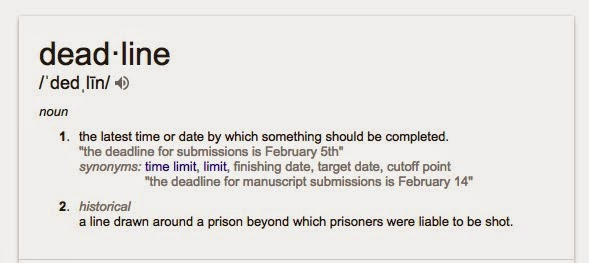 dead·line
/ˈdedˌlīn/
noun
1. the latest time or date by which something should be completed.
"the deadline for submissions is February 5th"
synonyms: time limit, limit, finishing date, target date, cutoff point
"the deadline for manuscript submissions is February 14"
2. historical
a line drawn around a prison beyond which prisoners were liable to be shot.